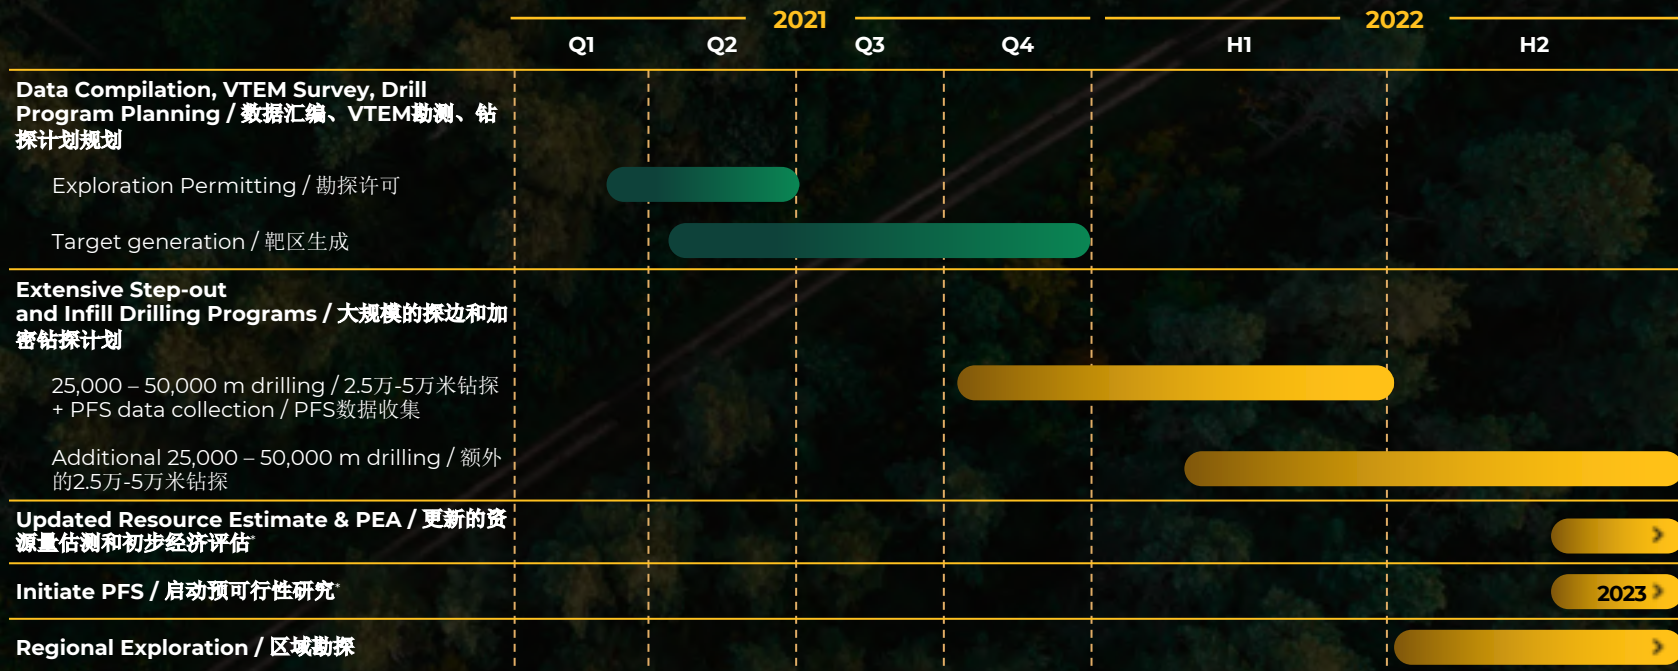 2021
2022
Q1
Q2
Q3
Q4
H1
H2
Data Compilation, VTEM Survey, Drill
Program Planning / 数据汇编、VTEM勘测、钻
探计划规划
Exploration Permitting / 勘探许可
Target generation / 靶区生成
Extensive Step-out
and Infill Drilling Programs / 大规模的探边和加
密钻探计划
25,000 – 50,000 m drilling / 2.5万-5万米钻探
+ PFS data collection / PFS数据收集
Additional 25,000 – 50,000 m drilling / 额外
的2.5万-5万米钻探
Updated Resource Estimate & PEA / 更新的资
源量估测和初步经济评估*
Initiate PFS / 启动预可行性研究*
2023
Regional Exploration / 区域勘探